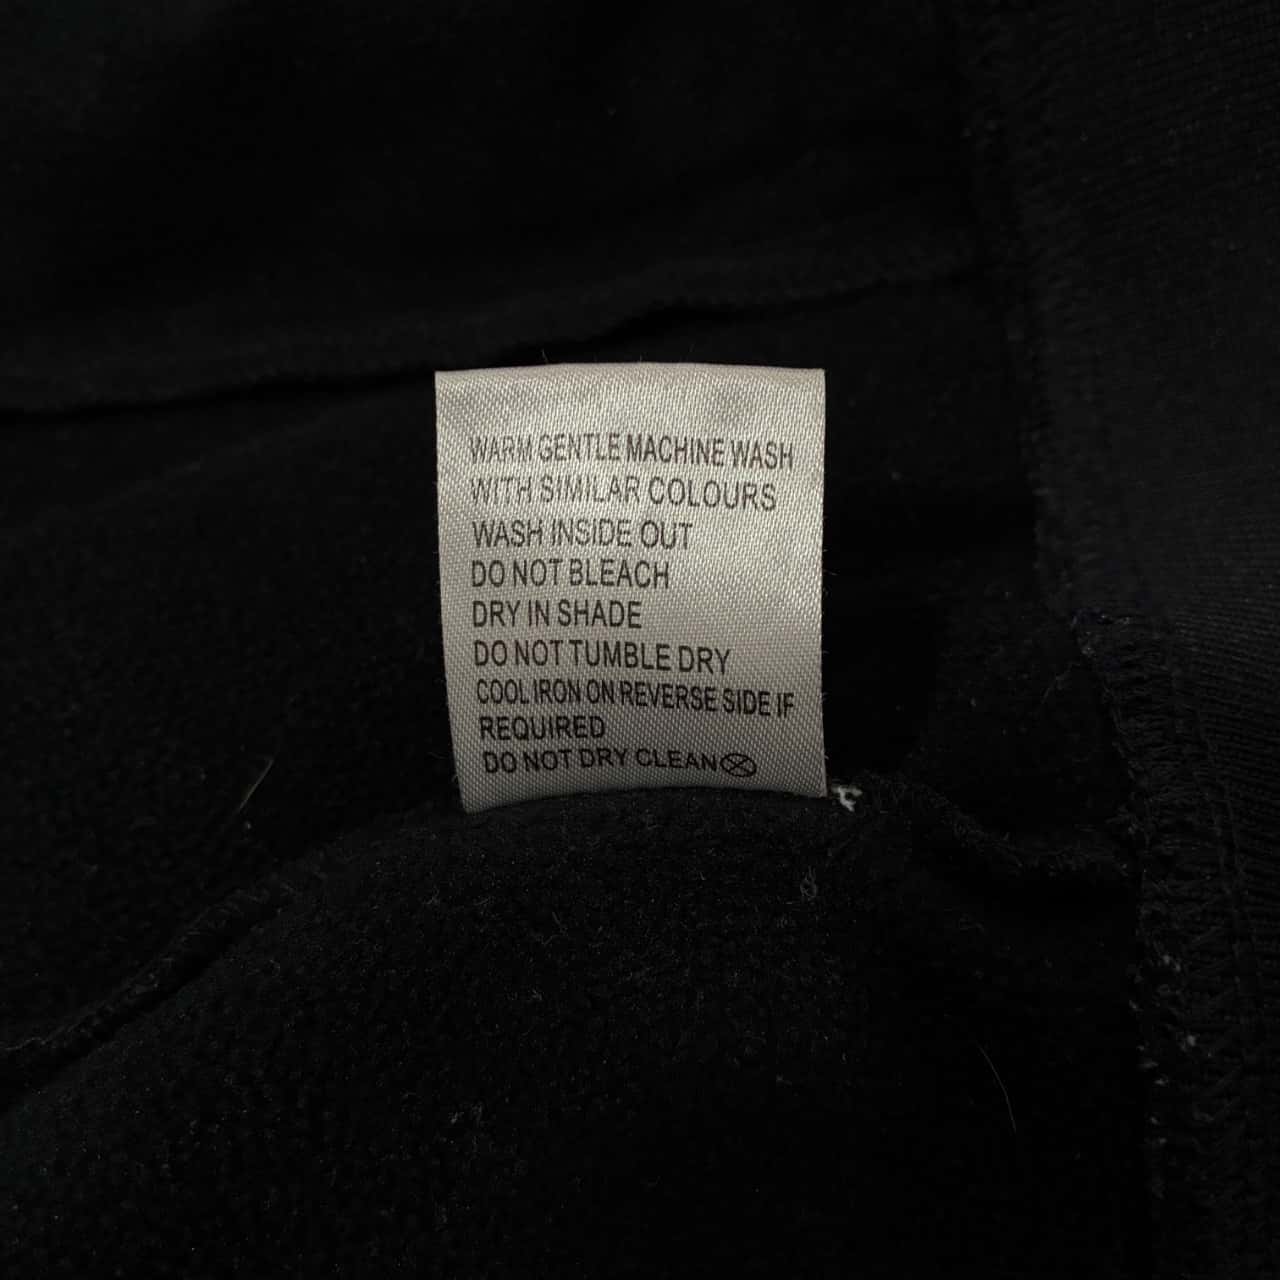 WARM GENTLE MACHINE WASH
WITH SIMILAR COLOURS
WASH INSIDE OUT
DO NOT BLEACH
DRY IN SHADE
DO NOT TUMBLE DRY
COOL IRON ON REVERSE SIDE IF
REQUIRED
DO NOT DRY CLEAN